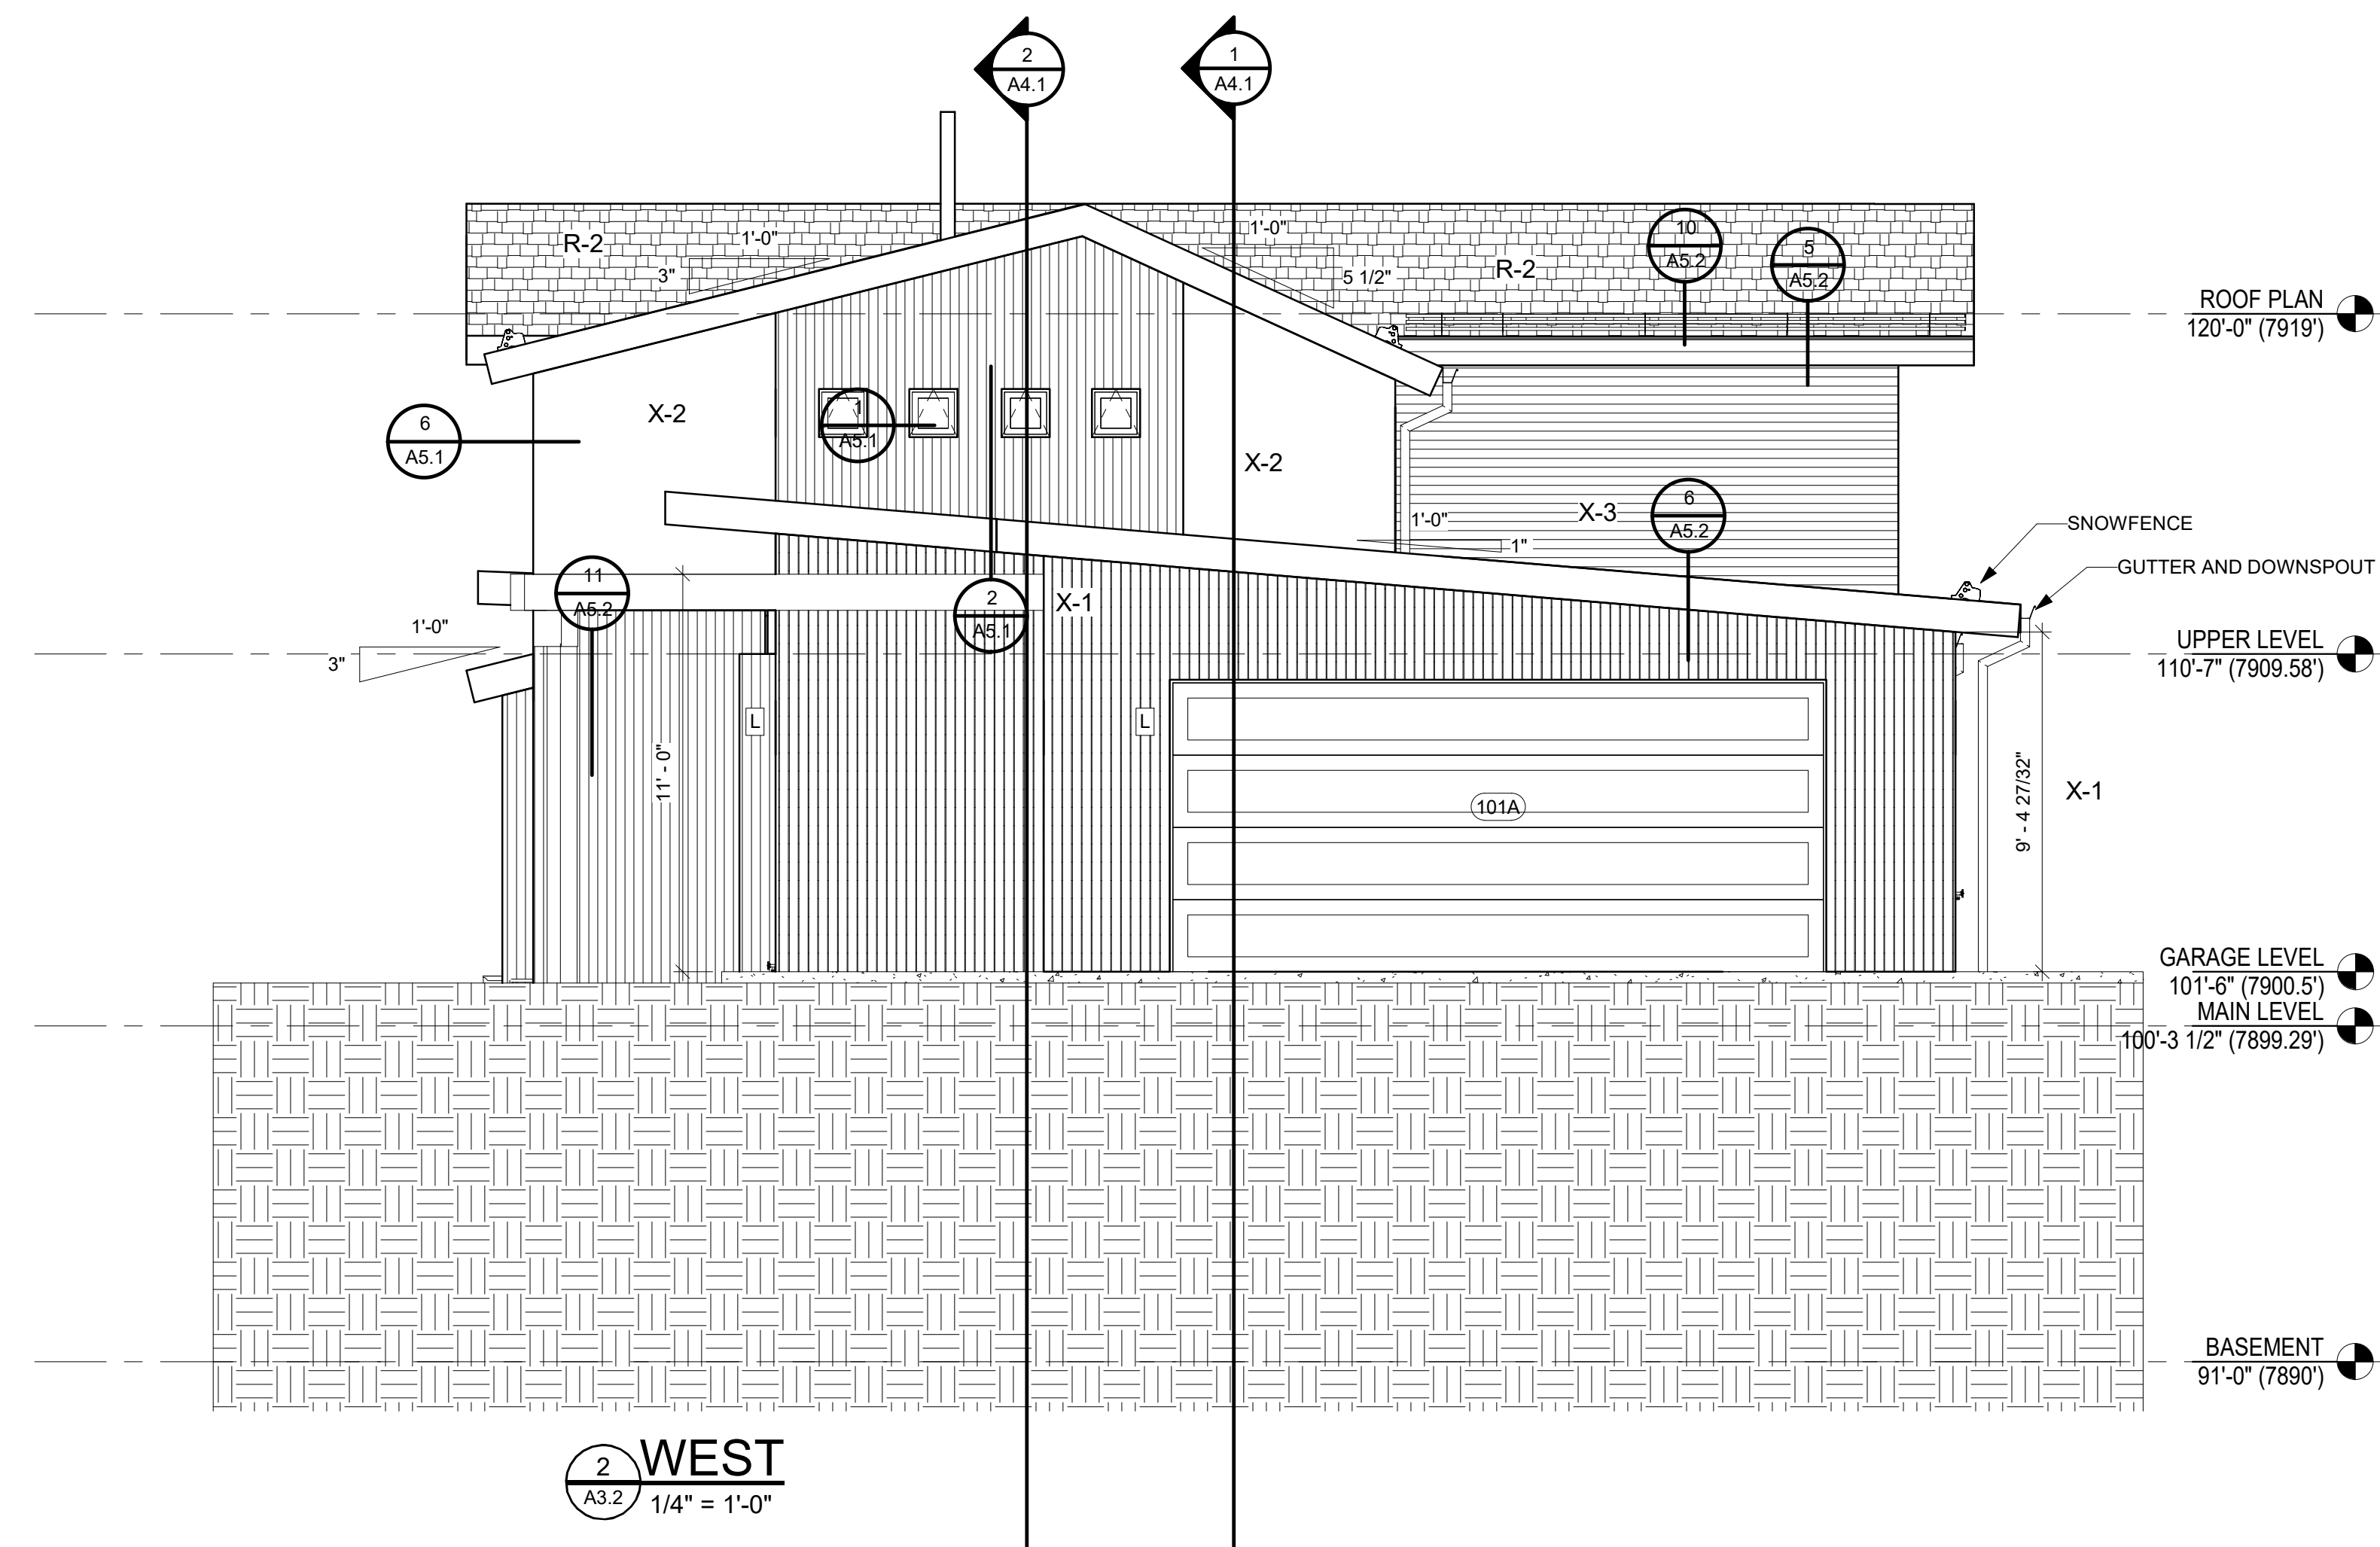 2
A4.1
1
A4.1
R-2
1'-0"
3"
1'-0"
5 1/2"
R-2
10
A5.2
5
A5.2
ROOF PLAN
120'-0" (7919')
6
A5.1
X-2
1
A5.1
X-2
1'-0"
1"
X-3
6
A5.2
SNOWFENCE
GUTTER AND DOWNSPOUT
11
A5.2
2
A5.1
X-1
1'-0"
3"
UPPER LEVEL
110'-7" (7909.58')
L
L
11' - 0"
101A
9' - 4 27/32"
X-1
GARAGE LEVEL
101'-6" (7900.5')
MAIN LEVEL
100'-3 1/2" (7899.29')
BASEMENT
91'-0" (7890')
2
A3.2
WEST
1/4" = 1'-0"